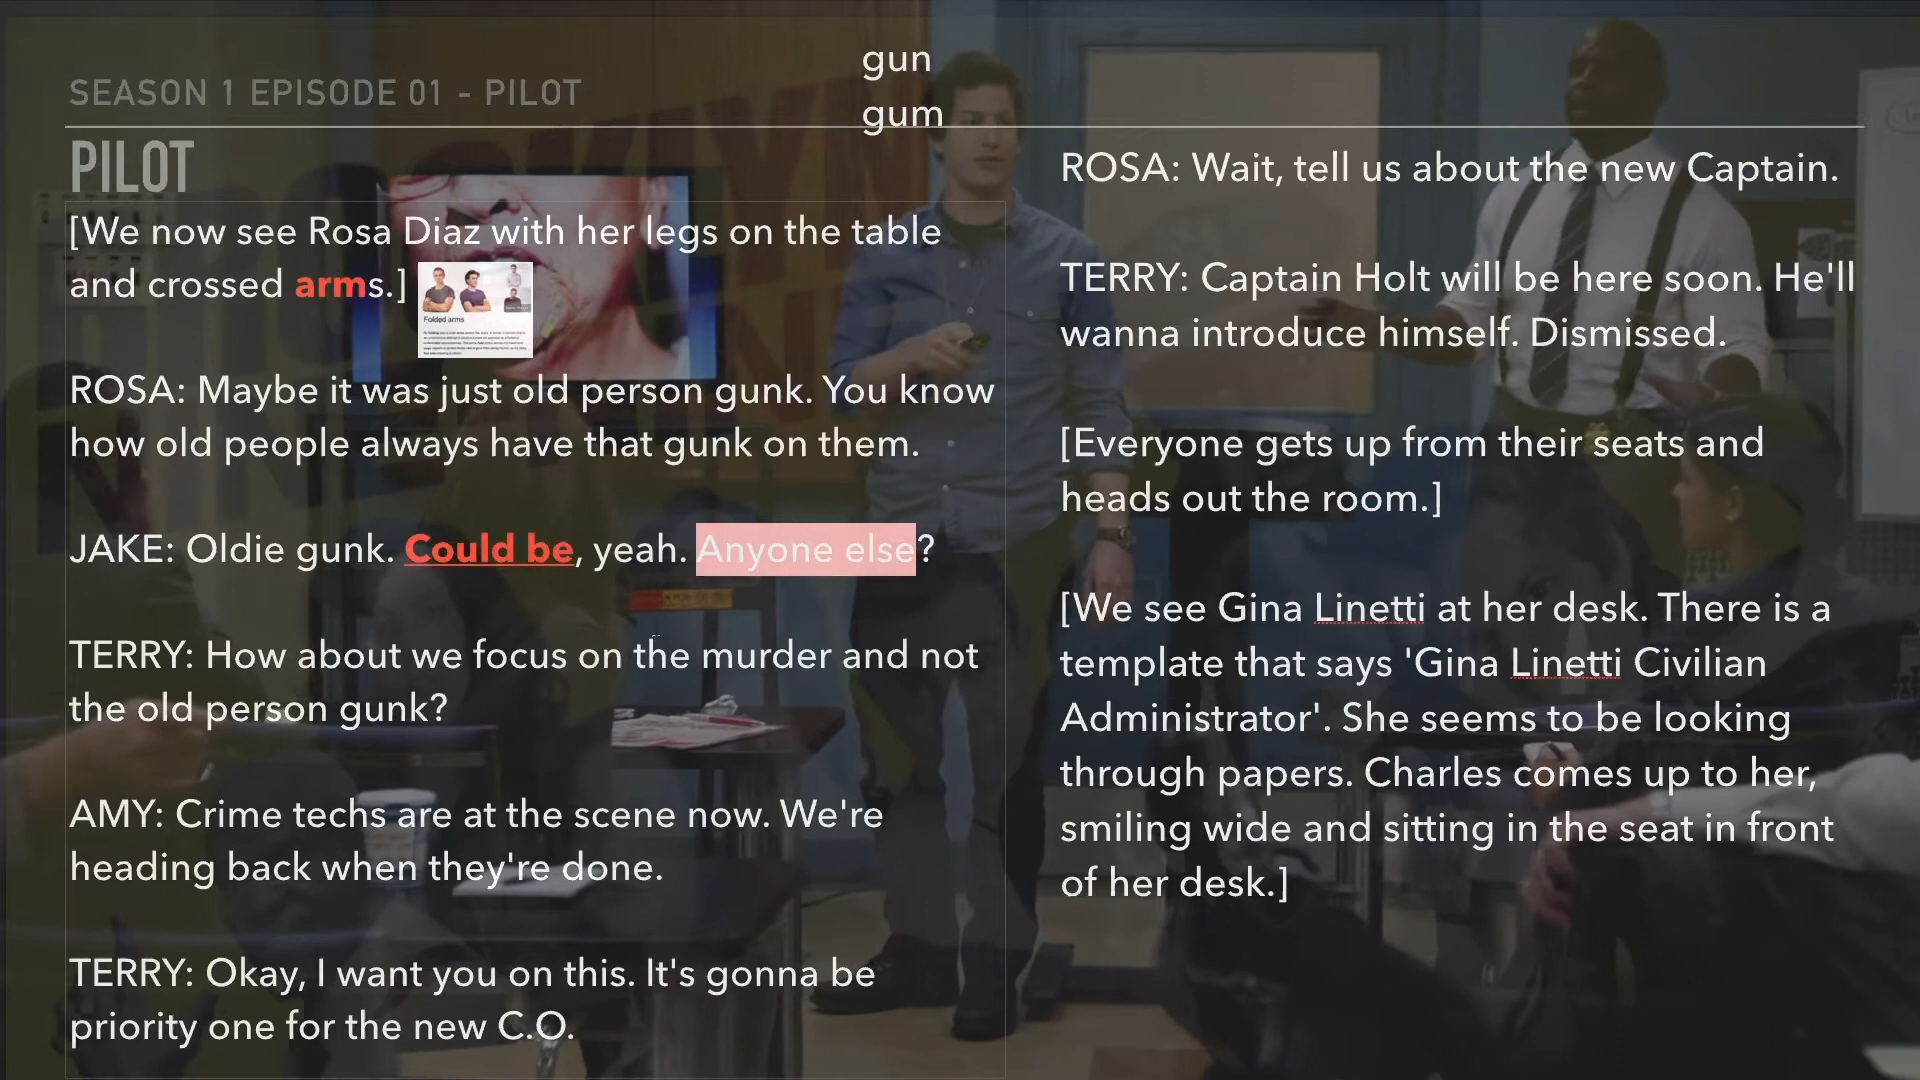 gun
gum
SEASON 1 EPISODE 01 - PILOT
PILOT
[We now see Rosa Diaz with her legs on the table
and crossed arms.]
Folded arms
ROSA: Maybe it was just old person gunk. You know
how old people always have that gunk on them.
JAKE: Oldie gunk. Could be, yeah. Anyone else?
TERRY: How about we focus on the murder and not
the old person gunk?
AMY: Crime techs are at the scene now. We're
heading back when they're done.
TERRY: Okay, I want you on this. It's gonna be
priority one for the new C.O.
ROSA: Wait, tell us about the new Captain.
TERRY: Captain Holt will be here soon. He'll
wanna introduce himself. Dismissed.
[Everyone gets up from their seats and
heads out the room.]
[We see Gina Linetti at her desk. There is a
template that says 'Gina Linetti Civilian
Administrator'. She seems to be looking
through papers. Charles comes up to her,
smiling wide and sitting in the seat in front
of her desk.]